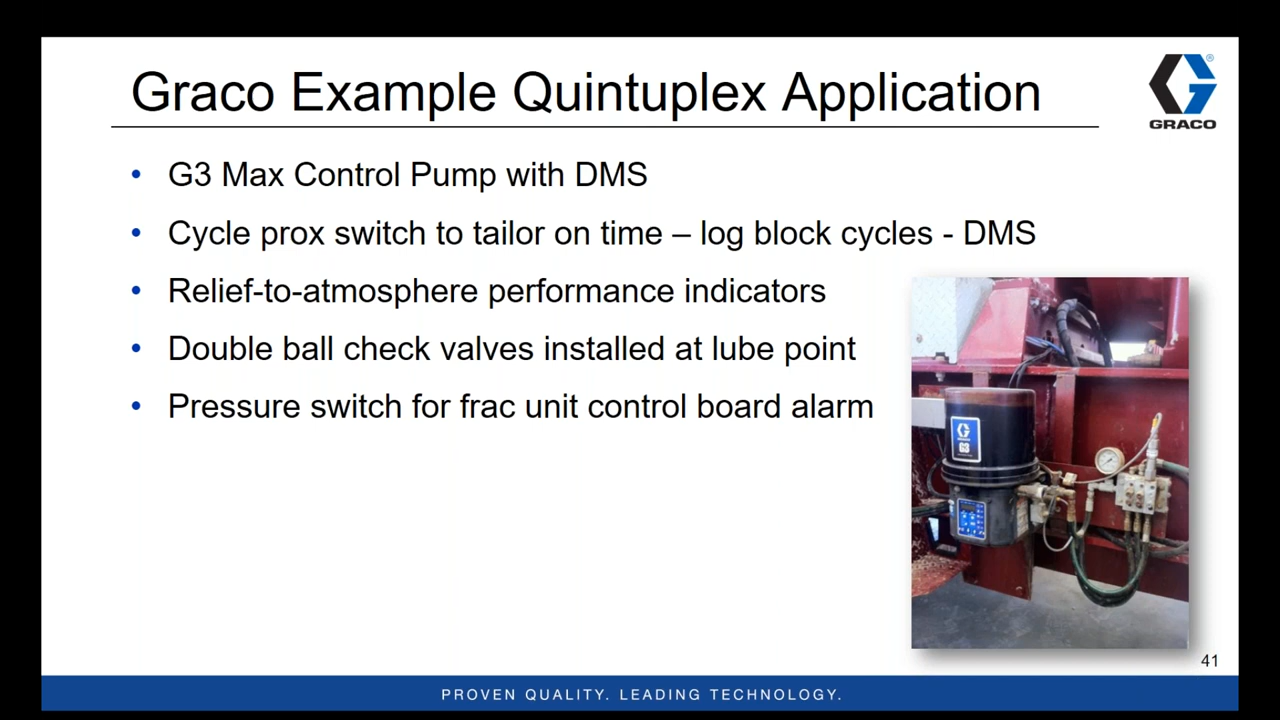 Graco Example Quintuplex Application
GRACO
• G3 Max Control Pump with DMS
• Cycle prox switch to tailor on time – log block cycles - DMS
• Relief-to-atmosphere performance indicators
• Double ball check valves installed at lube point
• Pressure switch for frac unit control board alarm
G3
41
PROVEN QUALITY. LEADING TECHNOLOGY.